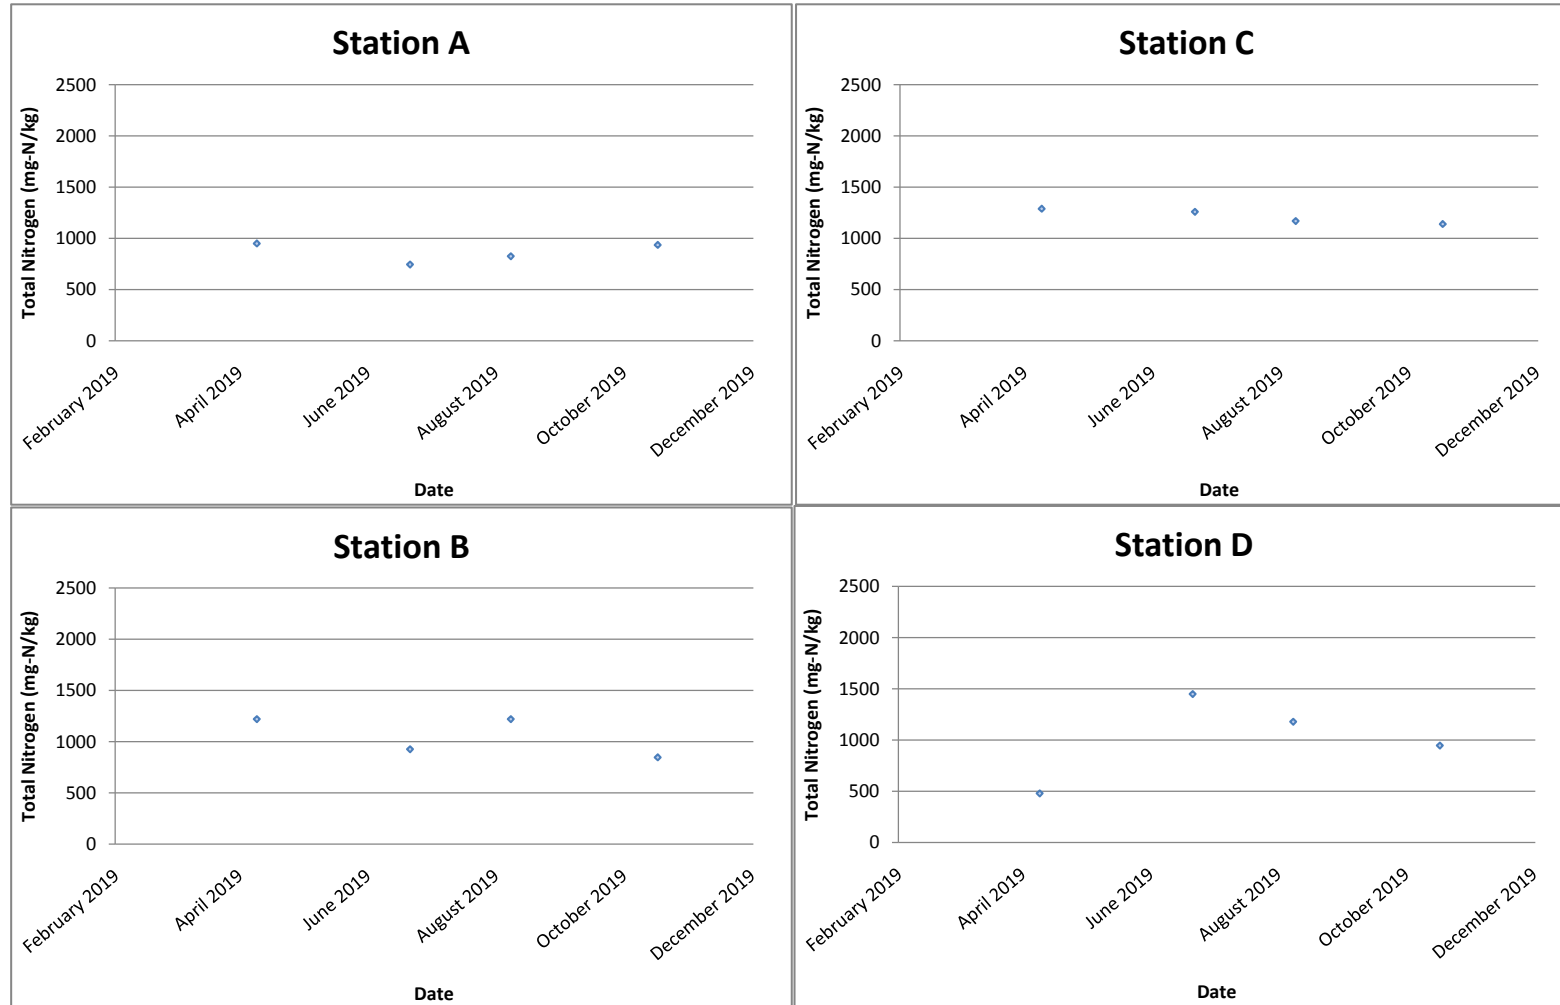 Station A
Total Nitrogen (mg-N/kg)
2500
2000
1500
1000
500
0
February 2019
April 2019
June 2019
August 2019
October 2019
December 2019
Date
Station C
Total Nitrogen (mg-N/kg)
2500
2000
1500
1000
500
0
February 2019
April 2019
June 2019
August 2019
October 2019
December 2019
Date
Station B
Total Nitrogen (mg-N/kg)
2500
2000
1500
1000
500
0
February 2019
April 2019
June 2019
August 2019
October 2019
December 2019
Date
Station D
Total Nitrogen (mg-N/kg)
2500
2000
1500
1000
500
0
February 2019
April 2019
June 2019
August 2019
October 2019
December 2019
Date